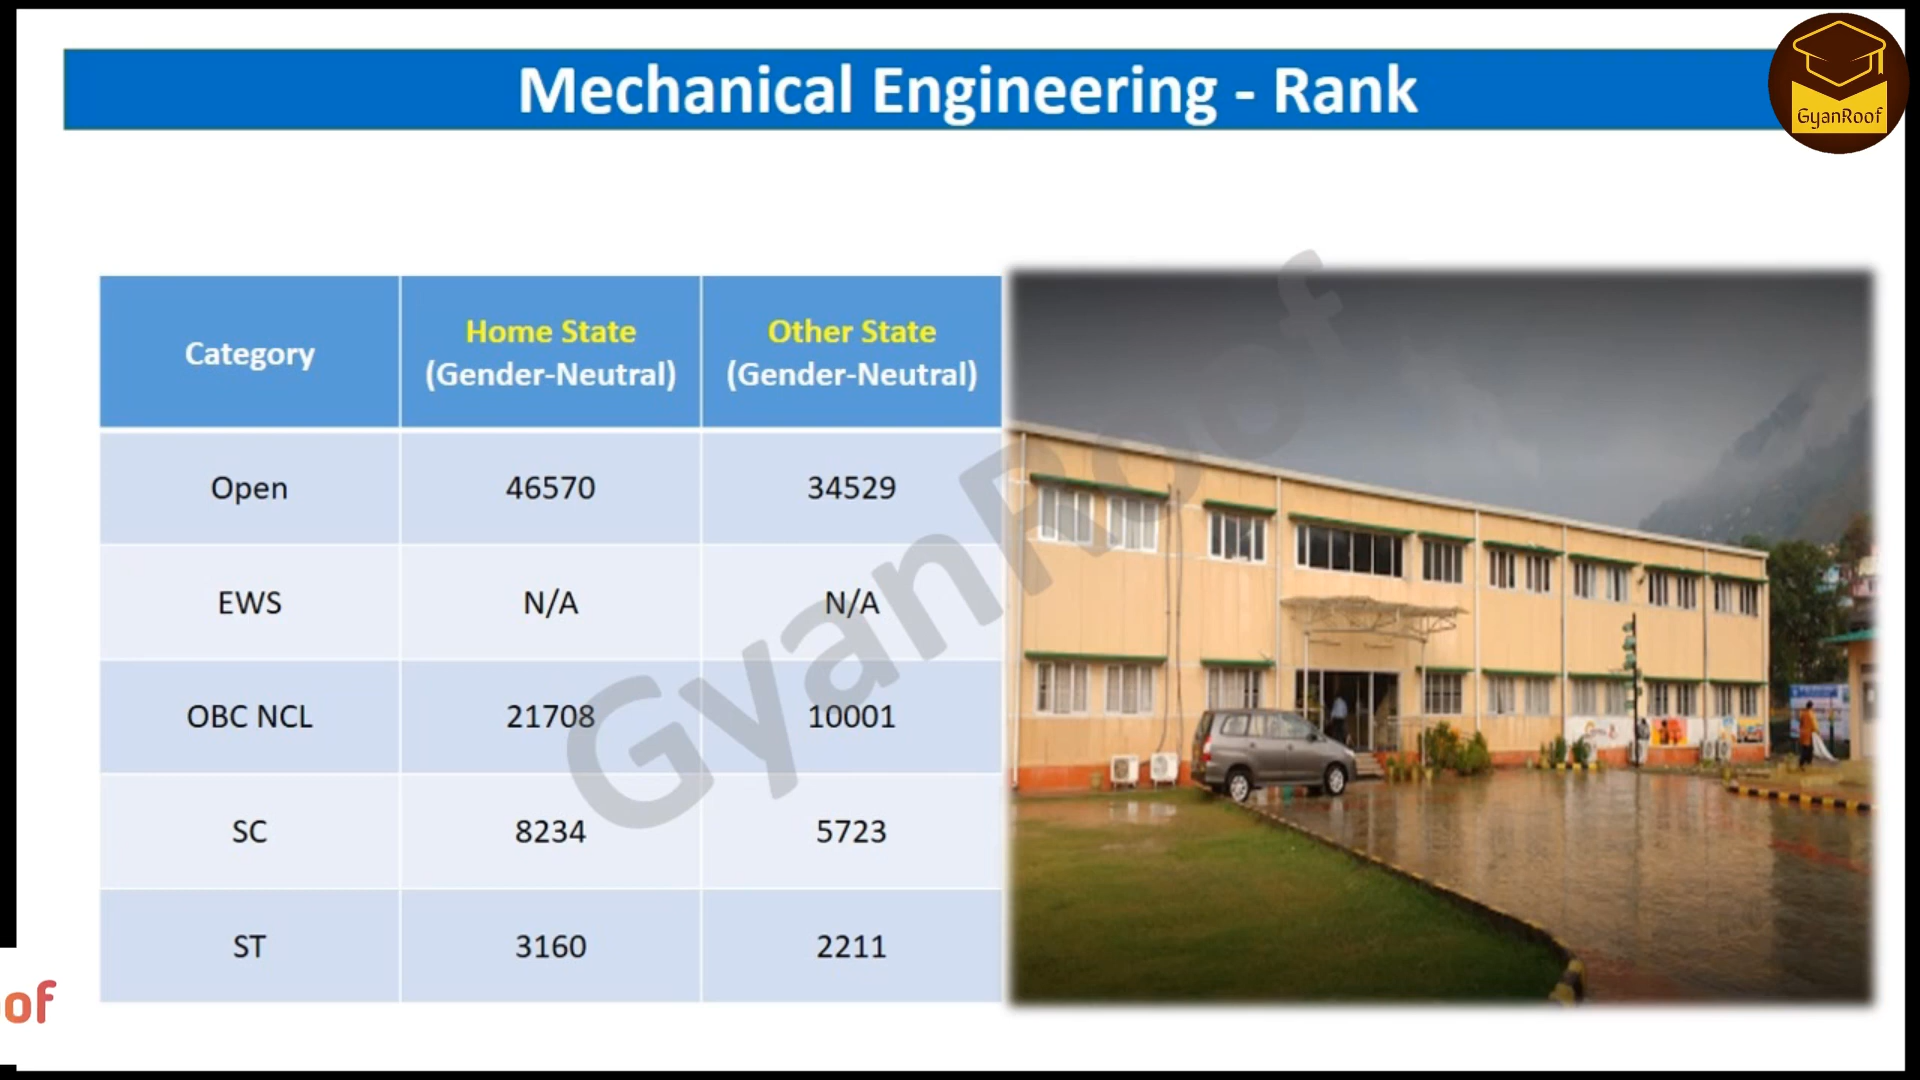 Mechanical Engineering - Rank
GyanRoof
Category
Home State
(Gender-Neutral)
Other State
(Gender-Neutral)
Open 46570 34529
EWS N/A N/A
OBC NCL 21708 10001
SC 8234 5723
ST 3160 2211
GyanRoof
oof